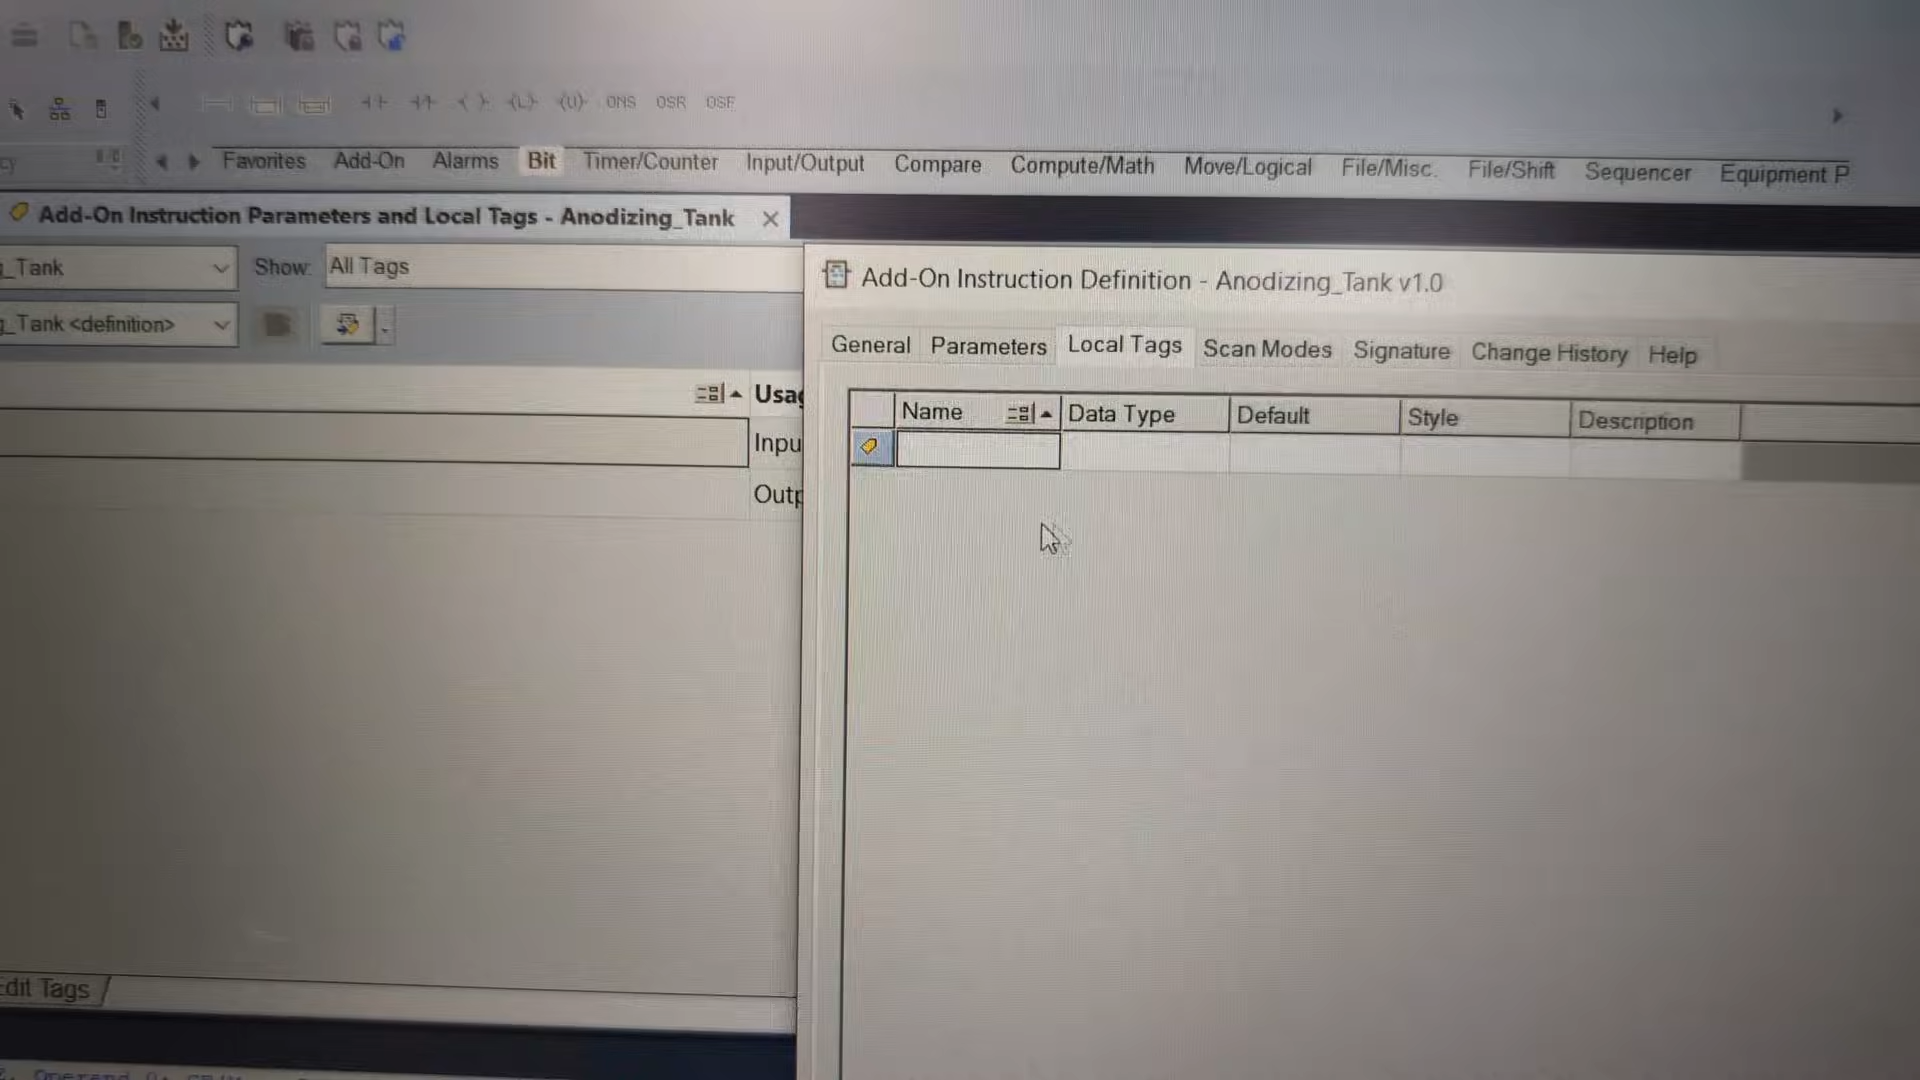 ONS OSR OSF
Favorites Add-On Alarms Bit Timer/Counter Input/Output Compare Compute/Math Move/Logical File/Misc. File/Shift Sequencer Equipment P
Add-On Instruction Parameters and Local Tags - Anodizing_Tank
_Tank Show: All Tags
_Tank <definition>
Usag
Inpu
Outp
Edit Tags
Add-On Instruction Definition - Anodizing_Tank v1.0
General Parameters Local Tags Scan Modes Signature Change History Help
Name Data Type Default Style Description